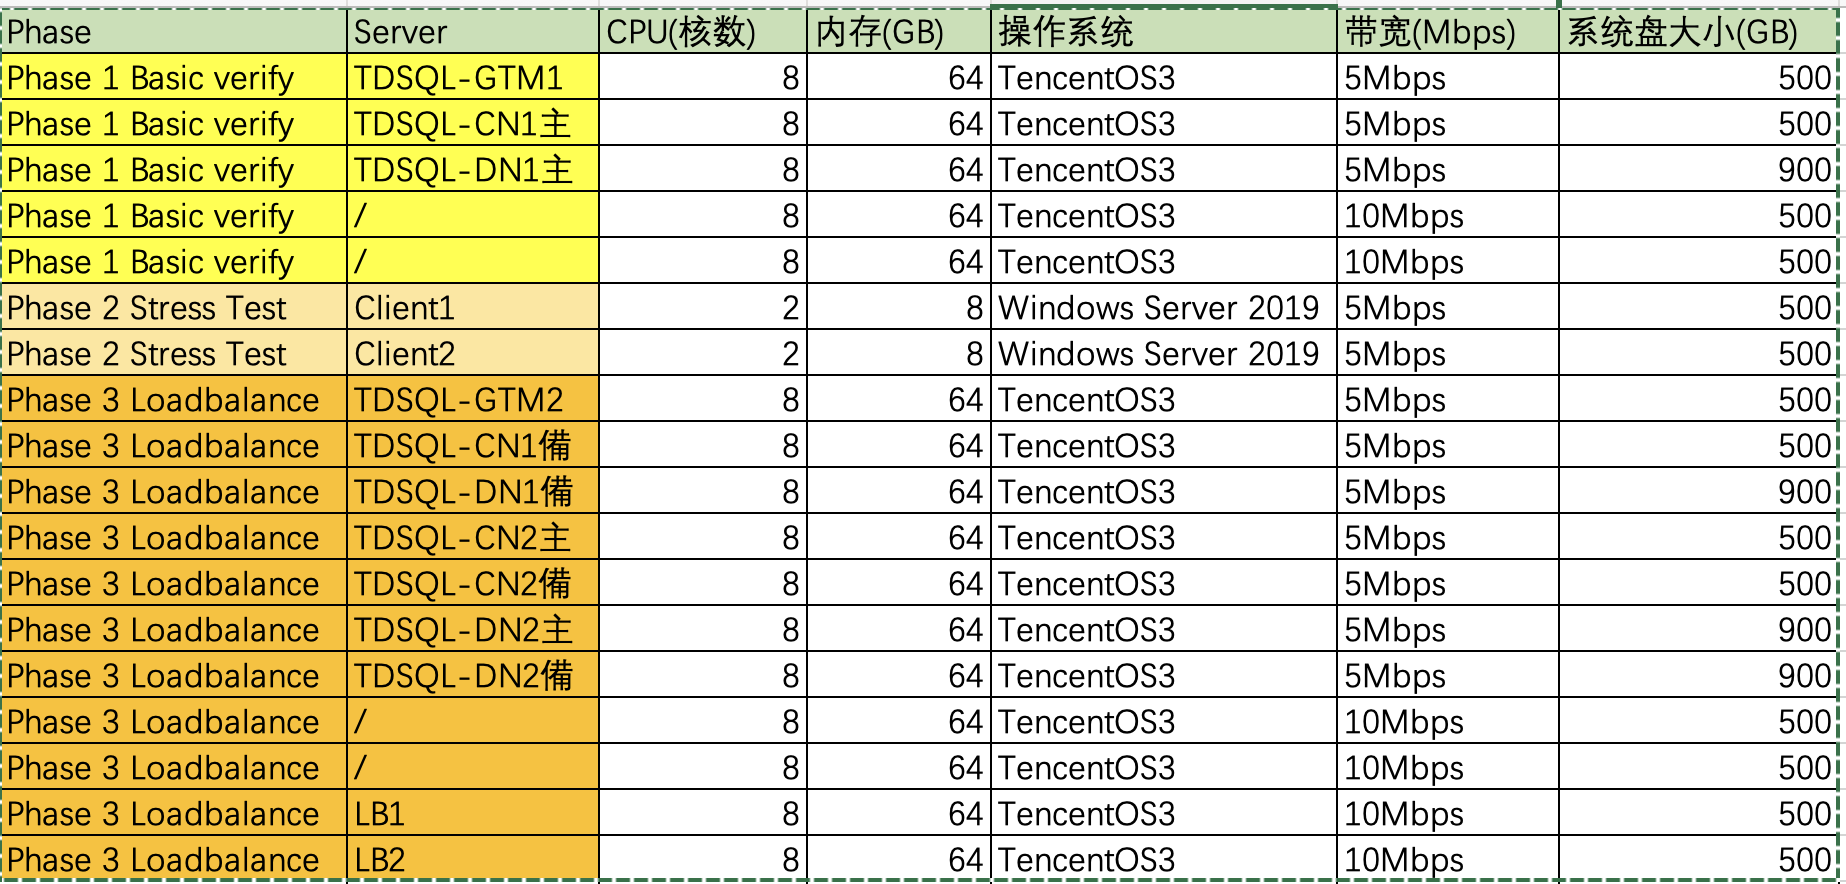 Phase Server CPU(核数) 内存(GB) 操作系统 带宽(Mbps) 系统盘大小(GB)
Phase 1 Basic verify TDSQL-GTM1 8 64 TencentOS3 5Mbps 500
Phase 1 Basic verify TDSQL-CN1主 8 64 TencentOS3 5Mbps 500
Phase 1 Basic verify TDSQL-DN1主 8 64 TencentOS3 5Mbps 900
Phase 1 Basic verify / 8 64 TencentOS3 10Mbps 500
Phase 1 Basic verify / 8 64 TencentOS3 10Mbps 500
Phase 2 Stress Test Client1 2 8 Windows Server 2019 5Mbps 500
Phase 2 Stress Test Client2 2 8 Windows Server 2019 5Mbps 500
Phase 3 Loadbalance TDSQL-GTM2 8 64 TencentOS3 5Mbps 500
Phase 3 Loadbalance TDSQL-CN1備 8 64 TencentOS3 5Mbps 500
Phase 3 Loadbalance TDSQL-DN1備 8 64 TencentOS3 5Mbps 900
Phase 3 Loadbalance TDSQL-CN2主 8 64 TencentOS3 5Mbps 500
Phase 3 Loadbalance TDSQL-CN2備 8 64 TencentOS3 5Mbps 500
Phase 3 Loadbalance TDSQL-DN2主 8 64 TencentOS3 5Mbps 900
Phase 3 Loadbalance TDSQL-DN2備 8 64 TencentOS3 5Mbps 900
Phase 3 Loadbalance / 8 64 TencentOS3 10Mbps 500
Phase 3 Loadbalance / 8 64 TencentOS3 10Mbps 500
Phase 3 Loadbalance LB1 8 64 TencentOS3 10Mbps 500
Phase 3 Loadbalance LB2 8 64 TencentOS3 10Mbps 500